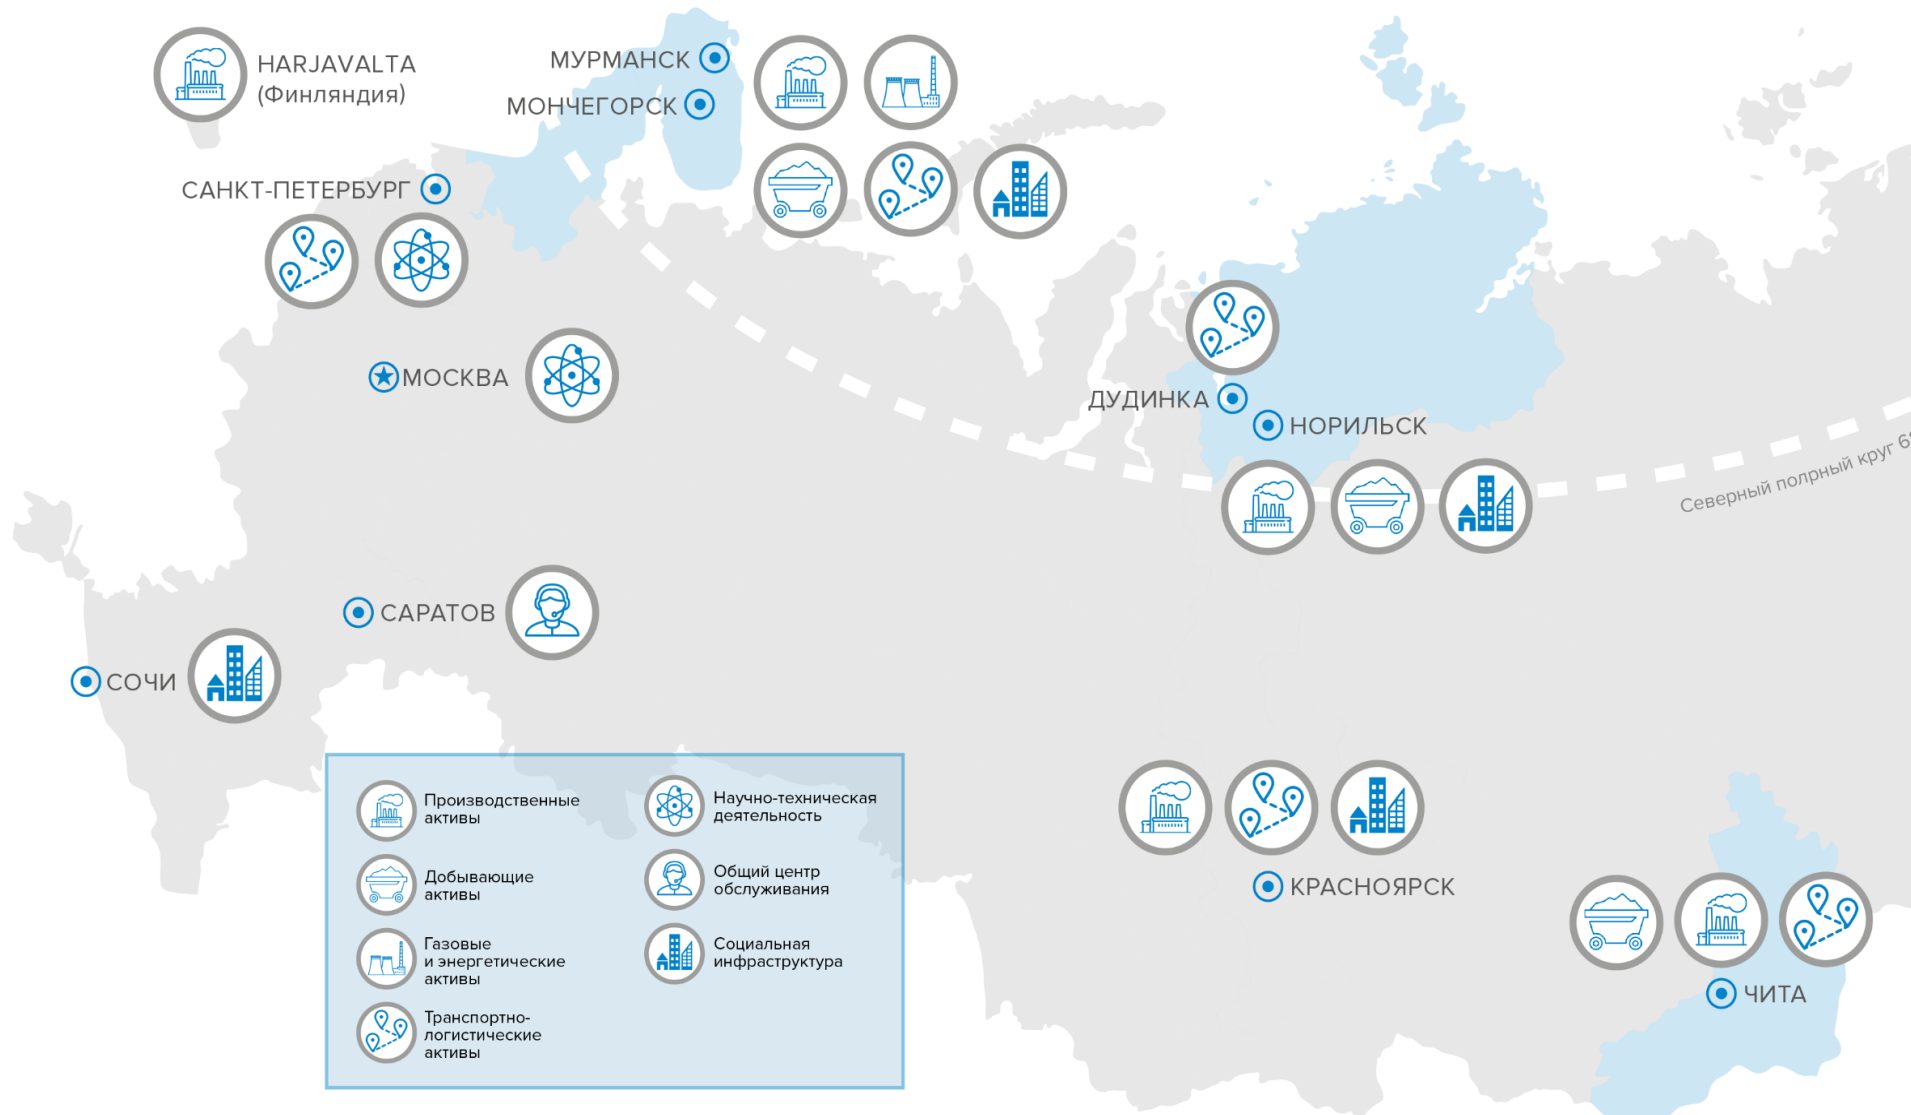 HARJAVALTA
(Финляндия)
МУРМАНСК
МОНЧЕГОРСК
САНКТ-ПЕТЕРБУРГ
МОСКВА
ДУДИНКА
НОРИЛЬСК
Северный полрный круг
САРАТОВ
СОЧИ
КРАСНОЯРСК
ЧИТА
Производственные
активы
Добывающие
активы
Газовые
и энергетические
активы
Транспортно-
логистические
активы
Научно-техническая
деятельность
Общий центр
обслуживания
Социальная
инфраструктура